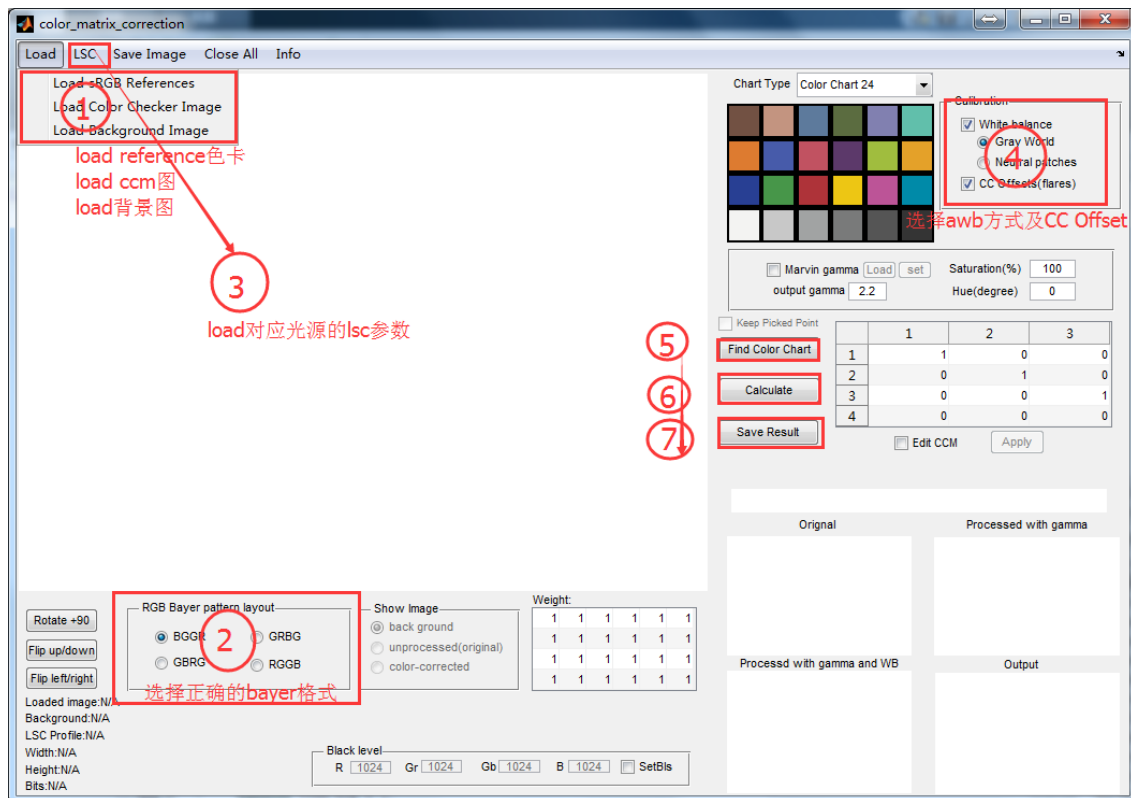 color_matrix_correction
Load LSC Save Image Close All Info
Load sRGB References
Load Color Checker Image
Load Background Image
1
load reference色卡
load ccm图
load背景图
3
load对应光源的lsc参数
Chart Type Color Chart 24
Calibration
White balance
Gray World
Neutral patches
CC Offsets(flares)
4
选择awb方式及CC Offset
Marvin gamma Load set Saturation(%) 100
output gamma 2.2 Hue(degree) 0
Keep Picked Point
5
Find Color Chart
6
Calculate
7
Save Result
1 2 3
1 1 0 0
2 0 1 0
3 0 0 1
4 0 0 0
Edit CCM Apply
Orignal Processed with gamma
Processd with gamma and WB Output
Rotate +90
Flip up/down
Flip left/right
RGB Bayer pattern layout
BGGR GRBG
GBRG RGGB
2
选择正确的bayer格式
Show Image
back ground
unprocessed(original)
color-corrected
Weight:
1 1 1 1 1 1
1 1 1 1 1 1
1 1 1 1 1 1
1 1 1 1 1 1
Loaded image:N/A
Background:N/A
LSC Profile:N/A
Width:N/A
Height:N/A
Bits:N/A
Black level
R 1024 Gr 1024 Gb 1024 B 1024 SetBls